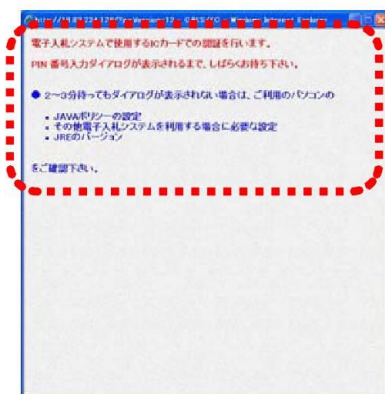 電子入札システムで使用するICカードでの認証を行います。
PIN 番号入力ダイアログが表示されるまで、しばらくお待ち下さい。
● 2～3分待ってもダイアログが表示されない場合は、ご利用のパソコンの
・ JAVAポリシーの設定
・ その他電子入札システムを利用する場合に必要な設定
・ JREのバージョン
をご確認下さい。